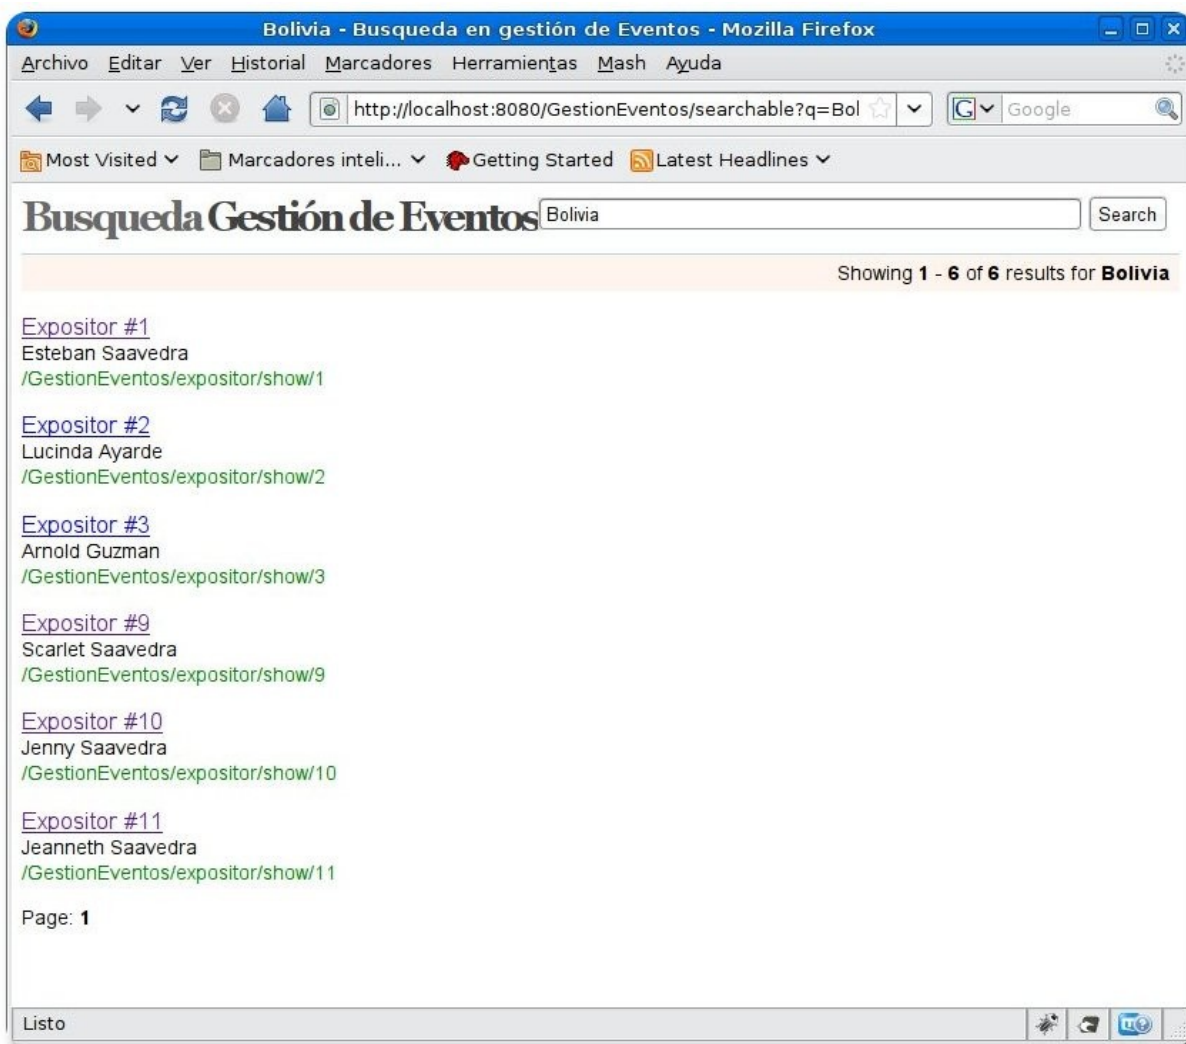 Bolivia - Busqueda en gestión de Eventos - Mozilla Firefox
Archivo Editar Ver Historial Marcadores Herramientas Mash Ayuda
http://localhost:8080/GestionEventos/searchable?q=Bol G Google
Most Visited Marcadores inteli... Getting Started Latest Headlines
Busqueda Gestión de Eventos Bolivia Search
Showing 1 - 6 of 6 results for Bolivia
Expositor #1
Esteban Saavedra
/GestionEventos/expositor/show/1
Expositor #2
Lucinda Ayarde
/GestionEventos/expositor/show/2
Expositor #3
Arnold Guzman
/GestionEventos/expositor/show/3
Expositor #9
Scarlet Saavedra
/GestionEventos/expositor/show/9
Expositor #10
Jenny Saavedra
/GestionEventos/expositor/show/10
Expositor #11
Jeanneth Saavedra
/GestionEventos/expositor/show/11
Page: 1
Listo